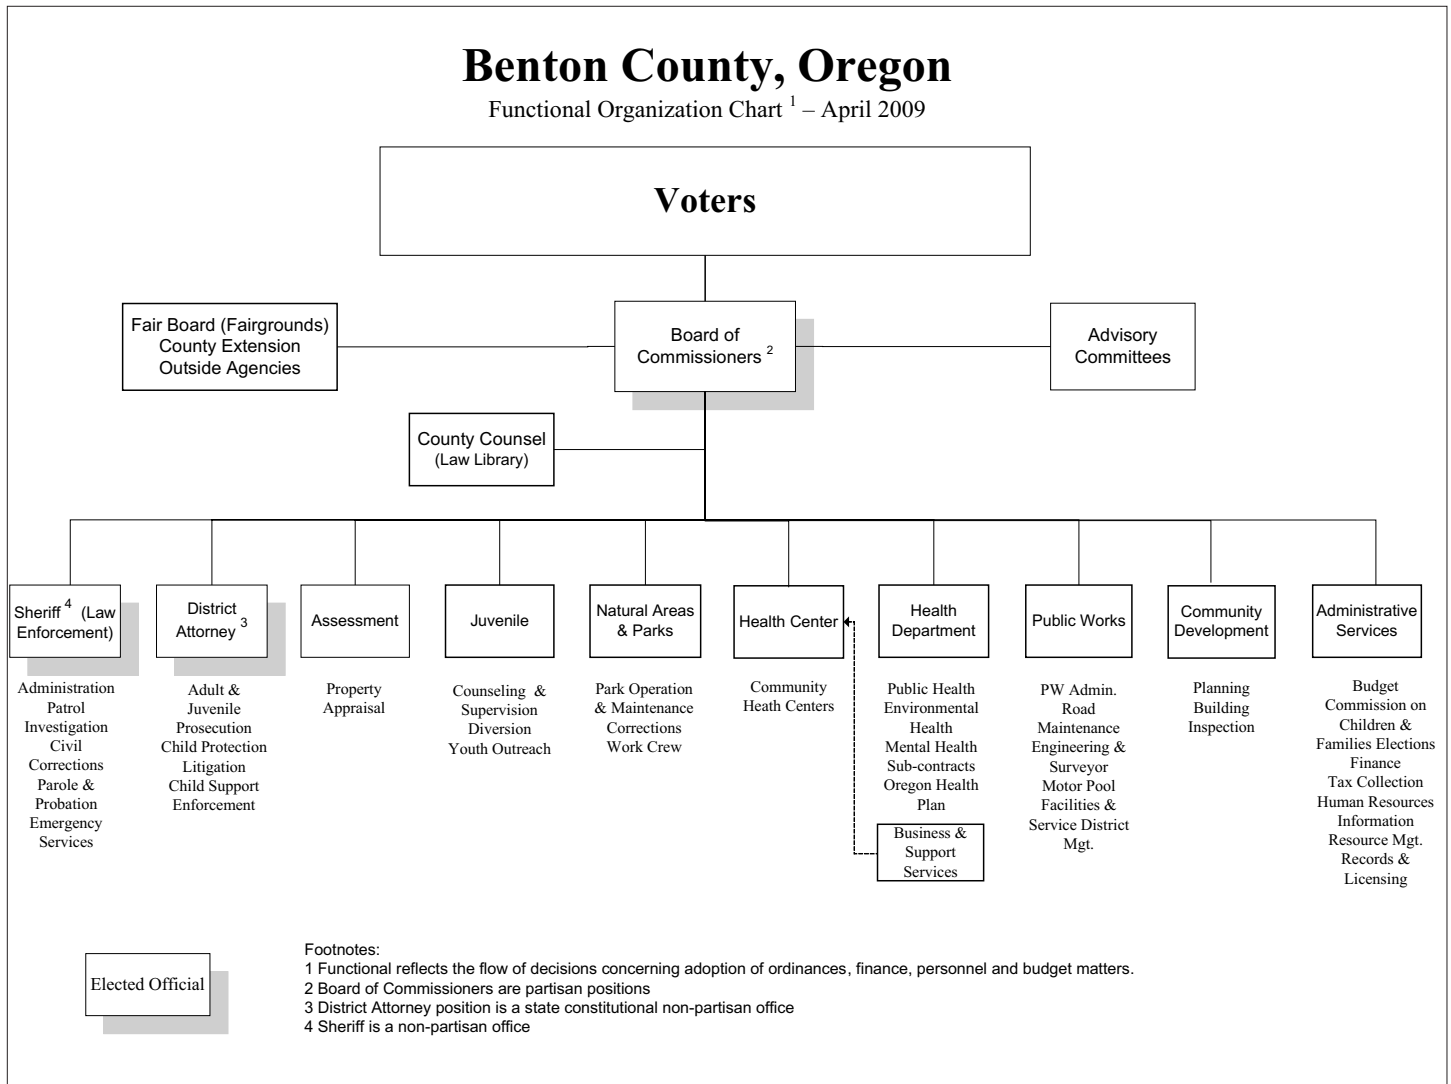 Benton County, Oregon
Functional Organization Chart 1 – April 2009
Voters
Fair Board (Fairgrounds)
County Extension
Outside Agencies
Board of
Commissioners 2
Advisory
Committees
County Counsel
(Law Library)
Sheriff 4 (Law
Enforcement)
District
Attorney 3
Assessment
Juvenile
Natural Areas
& Parks
Health Center
Health
Department
Public Works
Community
Development
Administrative
Services
Administration
Patrol
Investigation
Civil
Corrections
Parole &
Probation
Emergency
Services
Adult &
Juvenile
Prosecution
Child Protection
Litigation
Child Support
Enforcement
Property
Appraisal
Counseling &
Supervision
Diversion
Youth Outreach
Park Operation
& Maintenance
Corrections
Work Crew
Community
Heath Centers
Public Health
Environmental
Health
Mental Health
Sub-contracts
Oregon Health
Plan
Business &
Support
Services
PW Admin.
Road
Maintenance
Engineering &
Surveyor
Motor Pool
Facilities &
Service District
Mgt.
Planning
Building
Inspection
Budget
Commission on
Children &
Families Elections
Finance
Tax Collection
Human Resources
Information
Resource Mgt.
Records &
Licensing
Elected Official
Footnotes:
1 Functional reflects the flow of decisions concerning adoption of ordinances, finance, personnel and budget matters.
2 Board of Commissioners are partisan positions
3 District Attorney position is a state constitutional non-partisan office
4 Sheriff is a non-partisan office